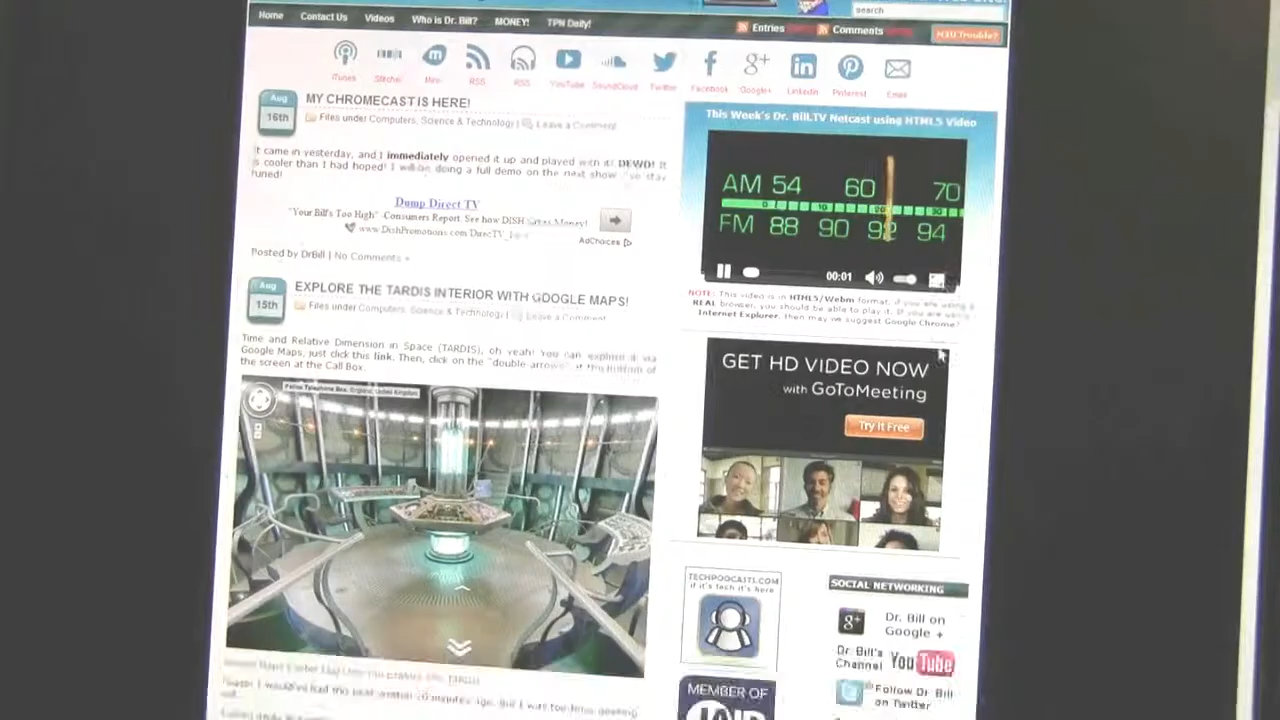 search
Home Contact Us Videos Who is Dr. Bill? MONEY! TPN Daily!
Entries
Comments
iTunes
RSS
RSS
YouTube
SoundCloud
Twitter
Facebook
Google+
LinkedIn
Pinterest
Email
Aug
16th
MY CHROMECAST IS HERE!
Files under Computers, Science & Technology | Leave a Comment
It came in yesterday, and I immediately opened it up and played with it! DEWD! It
is cooler than I had hoped! I will be doing a full demo on the next show
tuned!
Dump Direct TV
"Your Bill's Too High" -Consumers Report. See how DISH Saves Money!
www.DishPromotions.com
AdChoices
Posted by DrBill | No Comments »
Aug
15th
EXPLORE THE TARDIS INTERIOR WITH GOOGLE MAPS!
Files under Computers, Science & Technology | Leave a Comment
Time and Relative Dimension in Space (TARDIS), oh yeah! You can explore it via
Google Maps, just click this link. Then, click on the "double-arrows" at the bottom of
the screen at the Call Box.
This Week's Dr. Bill.TV Netcast using HTML5 Video
AM 54 60 70
FM 88 90 92 94
00:01
NOTE: This video is in HTML5/Webm format, if you are using a
REAL browser, you should be able to play it. If you are using
Internet Explorer, then may we suggest Google Chrome?
GET HD VIDEO NOW
with GoToMeeting
Try It Free
TECHPODCASTS.COM
if it's tech it's here
MEMBER OF
SOCIAL NETWORKING
g+
Dr. Bill on
Google +
Dr Bill's
Channel YouTube
Follow Dr Bill
on Twitter